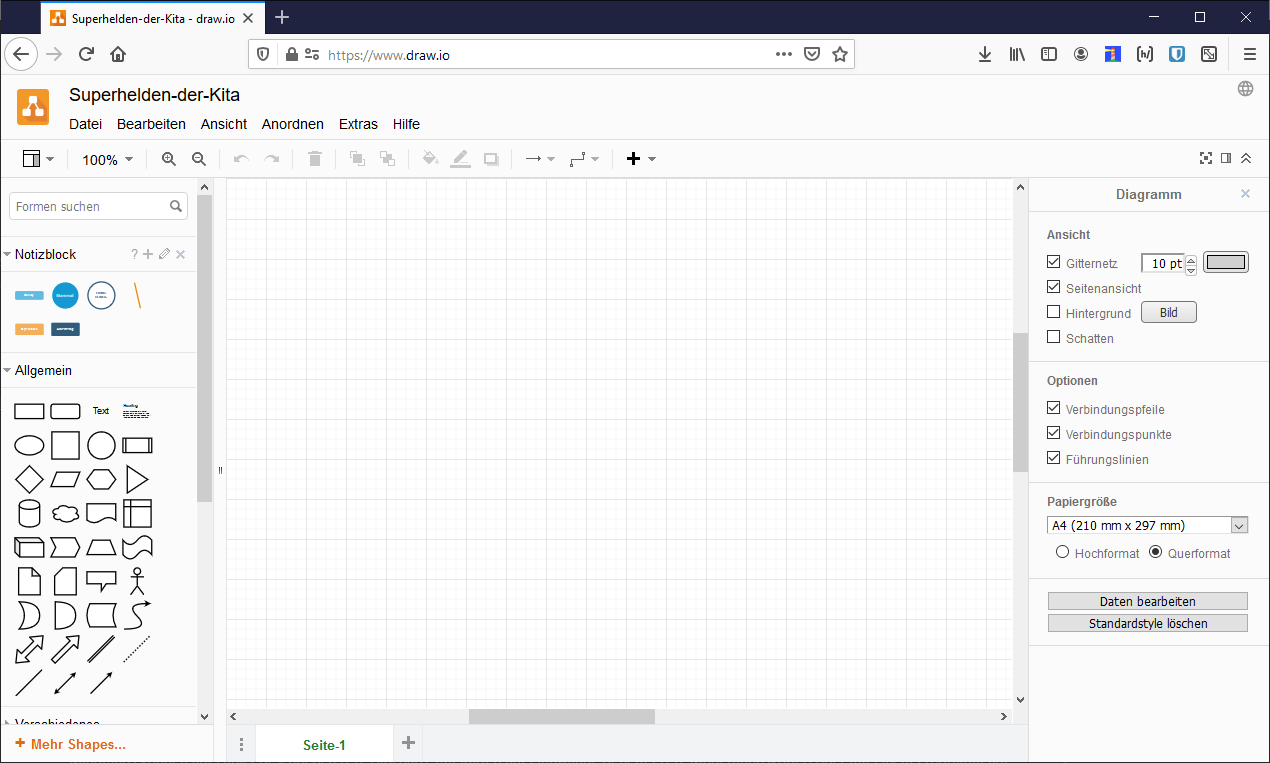 Superhelden-der-Kita - draw.io
https://www.draw.io
Superhelden-der-Kita
Datei Bearbeiten Ansicht Anordnen Extras Hilfe
100%
Formen suchen
Notizblock
Allgemein
Text
Heading
Verschiedenes
+ Mehr Shapes...
Seite-1
Diagramm
Ansicht
Gitternetz 10 pt
Seitenansicht
Hintergrund Bild
Schatten
Optionen
Verbindungspfeile
Verbindungspunkte
Führungslinien
Papiergröße
A4 (210 mm x 297 mm)
Hochformat Querformat
Daten bearbeiten
Standardstyle löschen